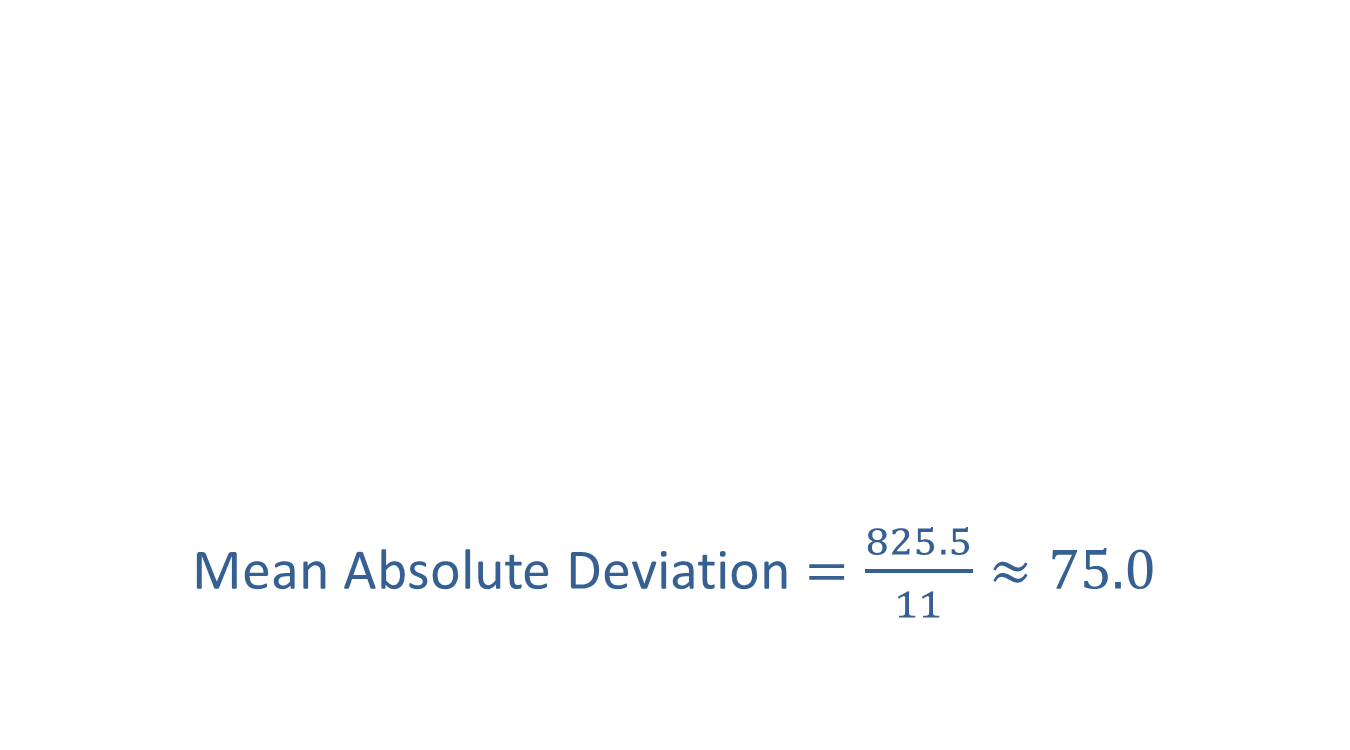 Mean Absolute Deviation = 825.5/11 ≈ 75.0